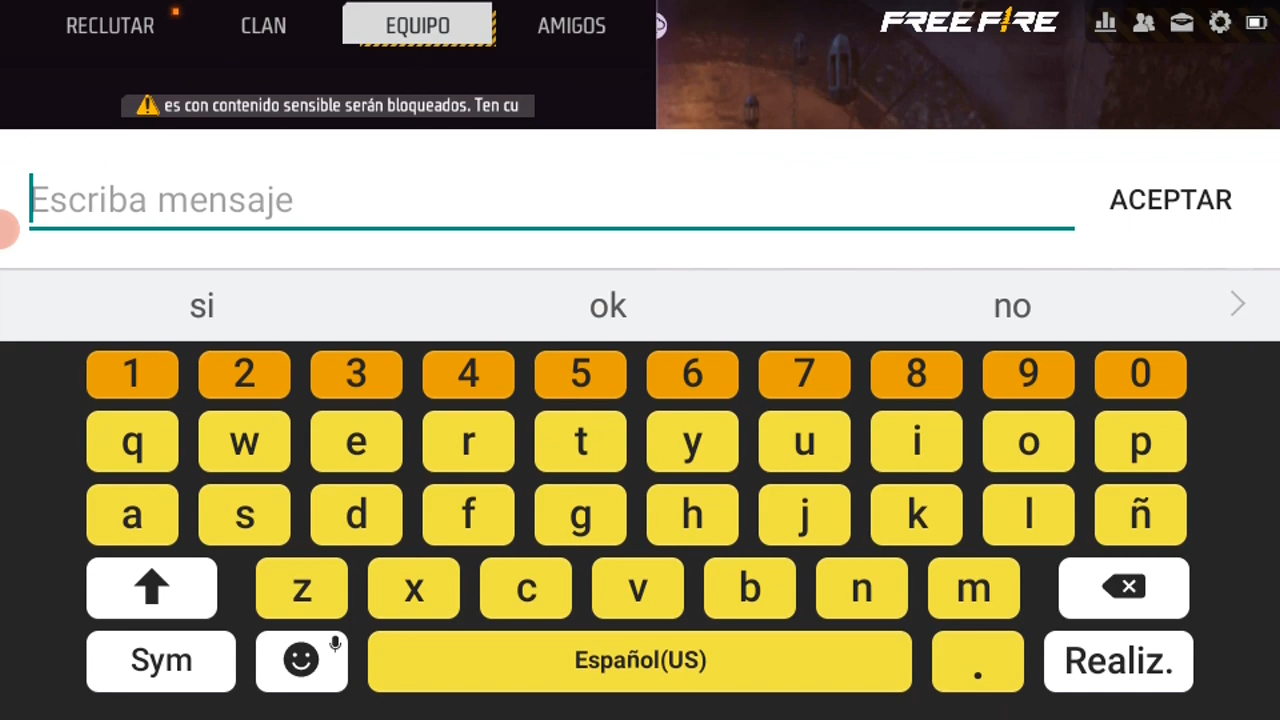 RECLUTAR CLAN EQUIPO AMIGOS FREE FIRE
es con contenido sensible serán bloqueados. Ten cu
Escriba mensaje ACEPTAR
si ok no
1 2 3 4 5 6 7 8 9 0
q w e r t y u i o p
a s d f g h j k l ñ
z x c v b n m
Sym Español(US) . Realiz.